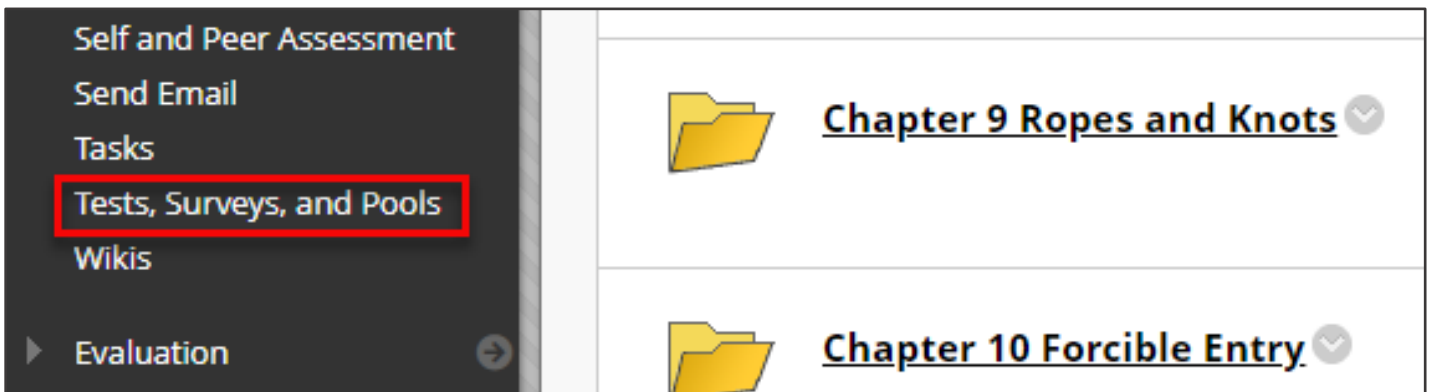 Self and Peer Assessment
Send Email
Tasks
Tests, Surveys, and Pools
Wikis
Evaluation
Chapter 9 Ropes and Knots
Chapter 10 Forcible Entry